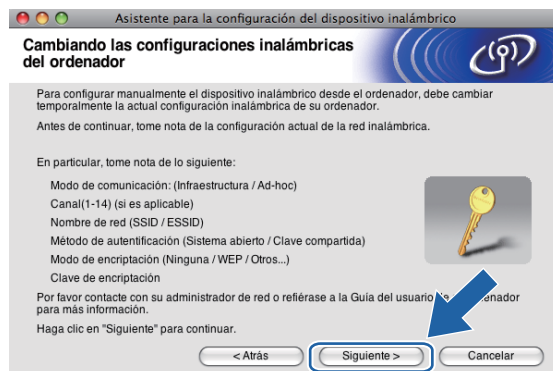 Asistente para la configuración del dispositivo inalámbrico
Cambiando las configuraciones inalámbricas
del ordenador
Para configurar manualmente el dispositivo inalámbrico desde el ordenador, debe cambiar
temporalmente la actual configuración inalámbrica de su ordenador.
Antes de continuar, tome nota de la configuración actual de la red inalámbrica.
En particular, tome nota de lo siguiente:
Modo de comunicación: (Infraestructura / Ad-hoc)
Canal(1-14) (si es aplicable)
Nombre de red (SSID / ESSID)
Método de autentificación (Sistema abierto / Clave compartida)
Modo de encriptación (Ninguna / WEP / Otros...)
Clave de encriptación
Por favor contacte con su administrador de red o refiérase a la Guía del usuario
para más información.
Haga clic en "Siguiente" para continuar.
< Atrás
Siguiente >
Cancelar